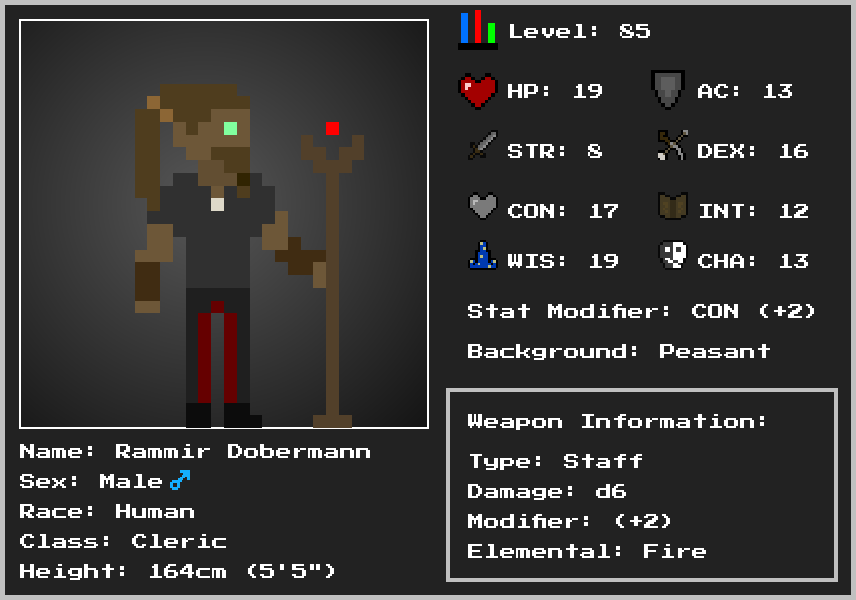 Level: 85
HP: 19
AC: 13
STR: 8
DEX: 16
CON: 17
INT: 12
WIS: 19
CHA: 13
Stat Modifier: CON (+2)
Background: Peasant
Weapon Information:
Type: Staff
Damage: d6
Modifier: (+2)
Elemental: Fire
Name: Rammir Dobermann
Sex: Male ♂
Race: Human
Class: Cleric
Height: 164cm (5'5")